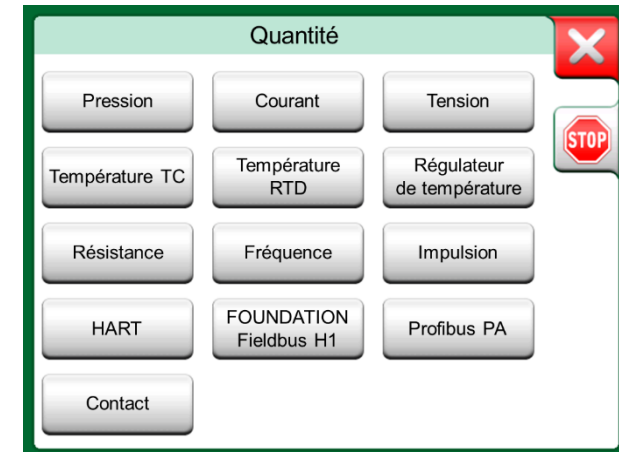 Quantité
Pression
Courant
Tension
STOP
Température TC
Température
RTD
Régulateur
de température
Résistance
Fréquence
Impulsion
HART
FOUNDATION
Fieldbus H1
Profibus PA
Contact